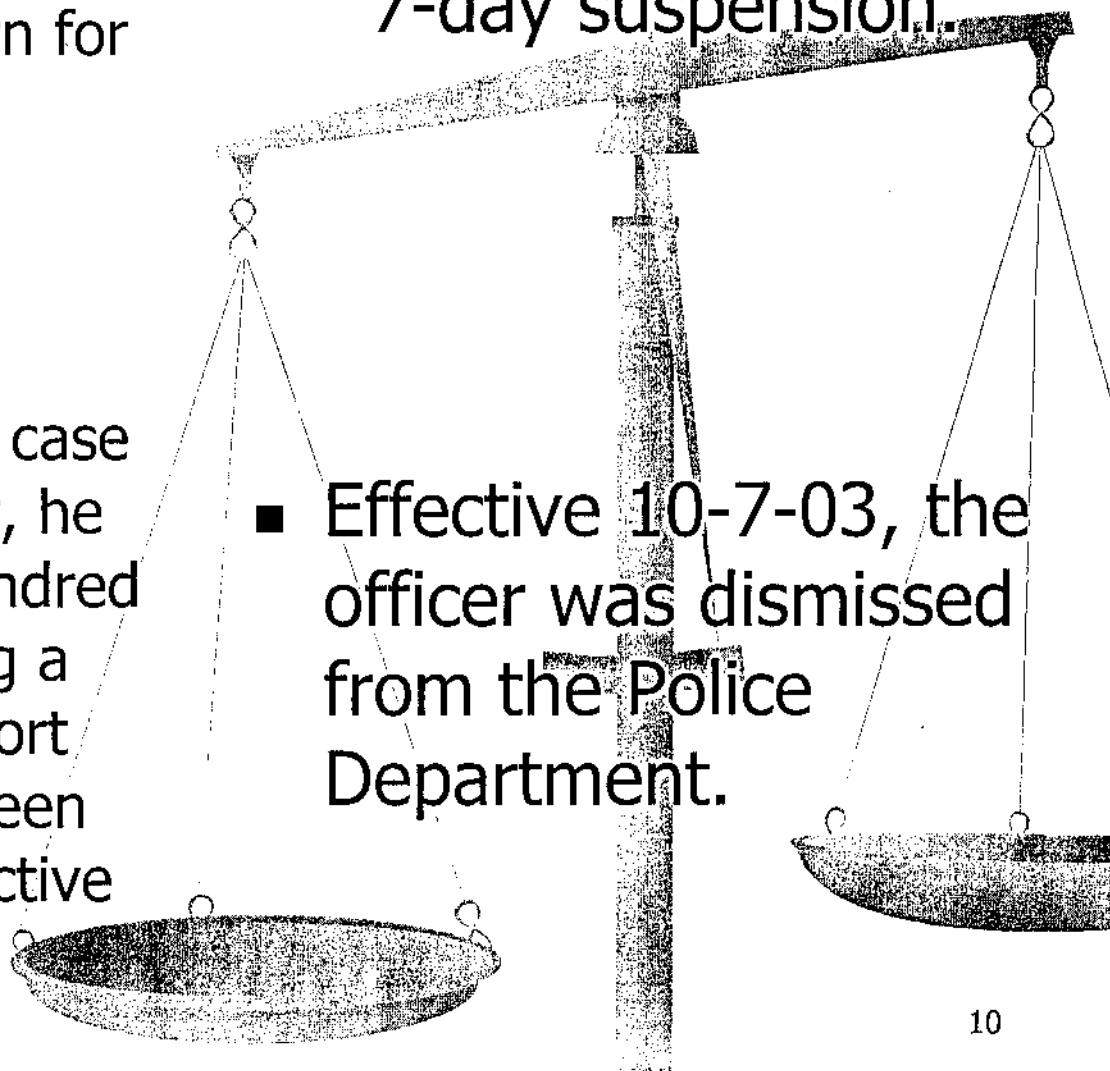 n for
case
, he
ndred
g a
ort
een
ctive
7-day suspension.
■ Effective 10-7-03, the
officer was dismissed
from the Police
Department.
10